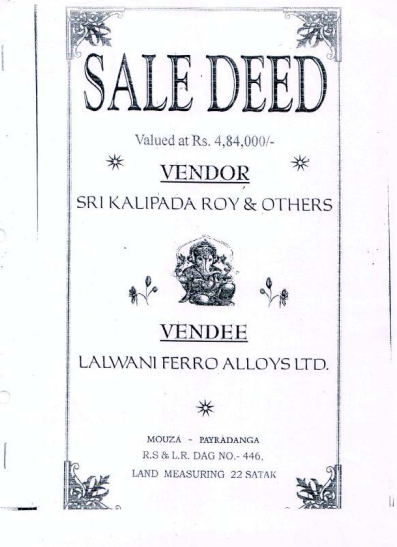 SALE DEED
Valued at Rs. 4,84,000/-
VENDOR
SRI KALIPADA ROY & OTHERS
VENDEE
LALWANI FERRO ALLOYS LTD.
MOUZA - PAYRADANGA
R.S & L.R. DAG NO.- 446,
LAND MEASURING 22 SATAK